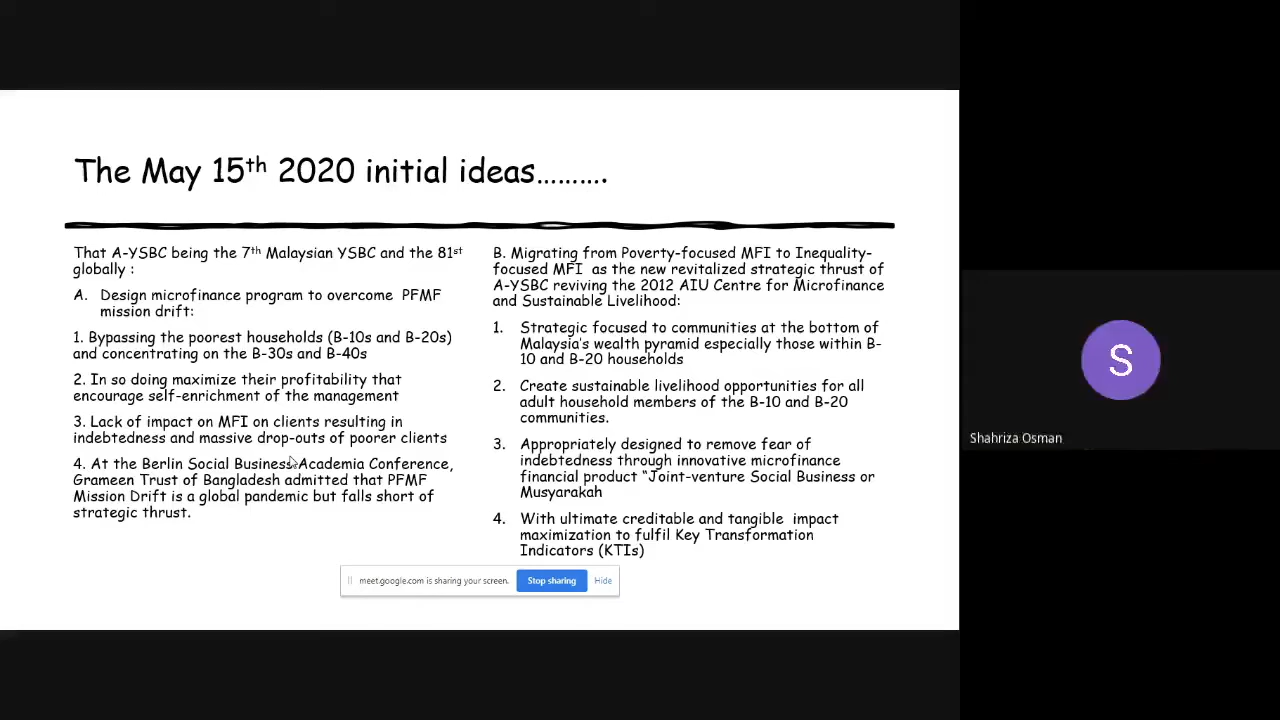 The May 15th 2020 initial ideas……….
That A-YSBC being the 7th Malaysian YSBC and the 81st
globally :
A. Design microfinance program to overcome PFMF
mission drift:
1. Bypassing the poorest households (B-10s and B-20s)
and concentrating on the B-30s and B-40s
2. In so doing maximize their profitability that
encourage self-enrichment of the management
3. Lack of impact on MFI on clients resulting in
indebtedness and massive drop-outs of poorer clients
4. At the Berlin Social Business-Academia Conference,
Grameen Trust of Bangladesh admitted that PFMF
Mission Drift is a global pandemic but falls short of
strategic thrust.
B. Migrating from Poverty-focused MFI to Inequality-
focused MFI as the new revitalized strategic thrust of
A-YSBC reviving the 2012 AIU Centre for Microfinance
and Sustainable Livelihood:
1. Strategic focused to communities at the bottom of
Malaysia's wealth pyramid especially those within B-
10 and B-20 households
2. Create sustainable livelihood opportunities for all
adult household members of the B-10 and B-20
communities.
3. Appropriately designed to remove fear of
indebtedness through innovative microfinance
financial product "Joint-venture Social Business or
Musyarakah
4. With ultimate creditable and tangible impact
maximization to fulfil Key Transformation
Indicators (KTIs)
meet.google.com is sharing your screen. Stop sharing Hide
S
Shahriza Osman